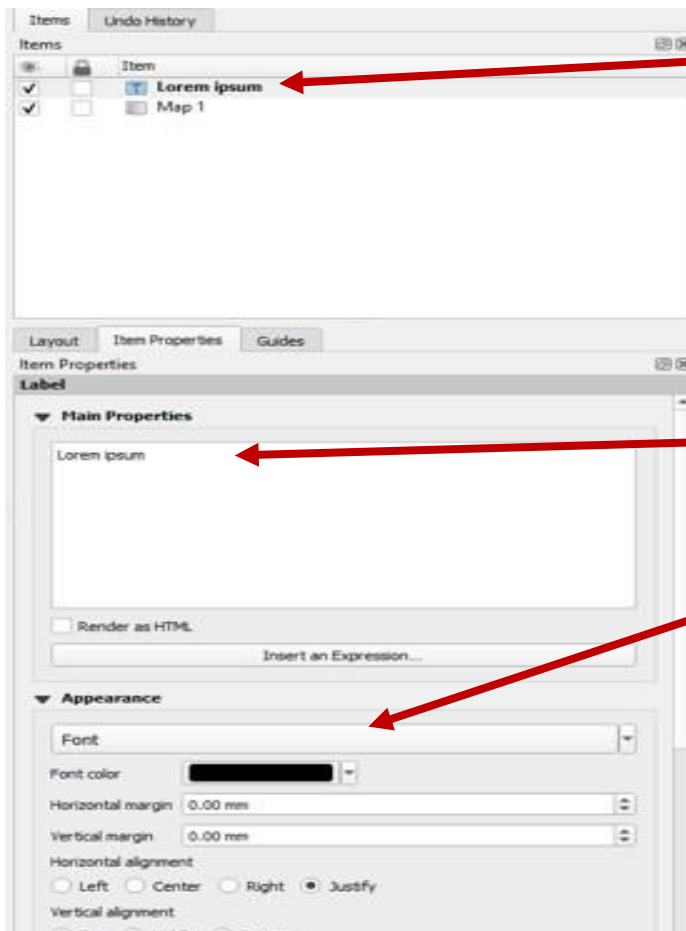 Items Undo History
Items
Item
Lorem ipsum
Map 1
Layout Item Properties Guides
Item Properties
Label
Main Properties
Lorem ipsum
Render as HTML
Insert an Expression...
Appearance
Font
Font color
Horizontal margin 0.00 mm
Vertical margin 0.00 mm
Horizontal alignment
Left Center Right Justify
Vertical alignment